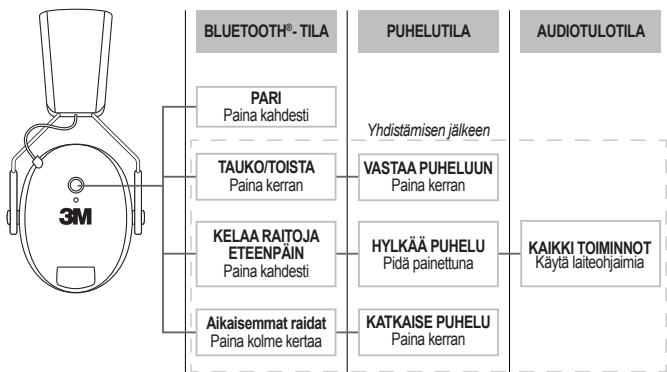 BLUETOOTH®- TILA
PUHELUTILA
AUDIOTULOTILA
PARI
Paina kahdesti
Yhdistämisen jälkeen
TAUKO/TOISTA
Paina kerran
VASTAA PUHELUUN
Paina kerran
3M
KELAA RAITOJA
ETEENPÄIN
Paina kahdesti
HYLKÄÄ PUHELU
Pidä painettuna
KAIKKI TOIMINNOT
Käytä laiteohjaimia
Aikaisemmat raidat
Paina kolme kertaa
KATKAISE PUHELU
Paina kerran